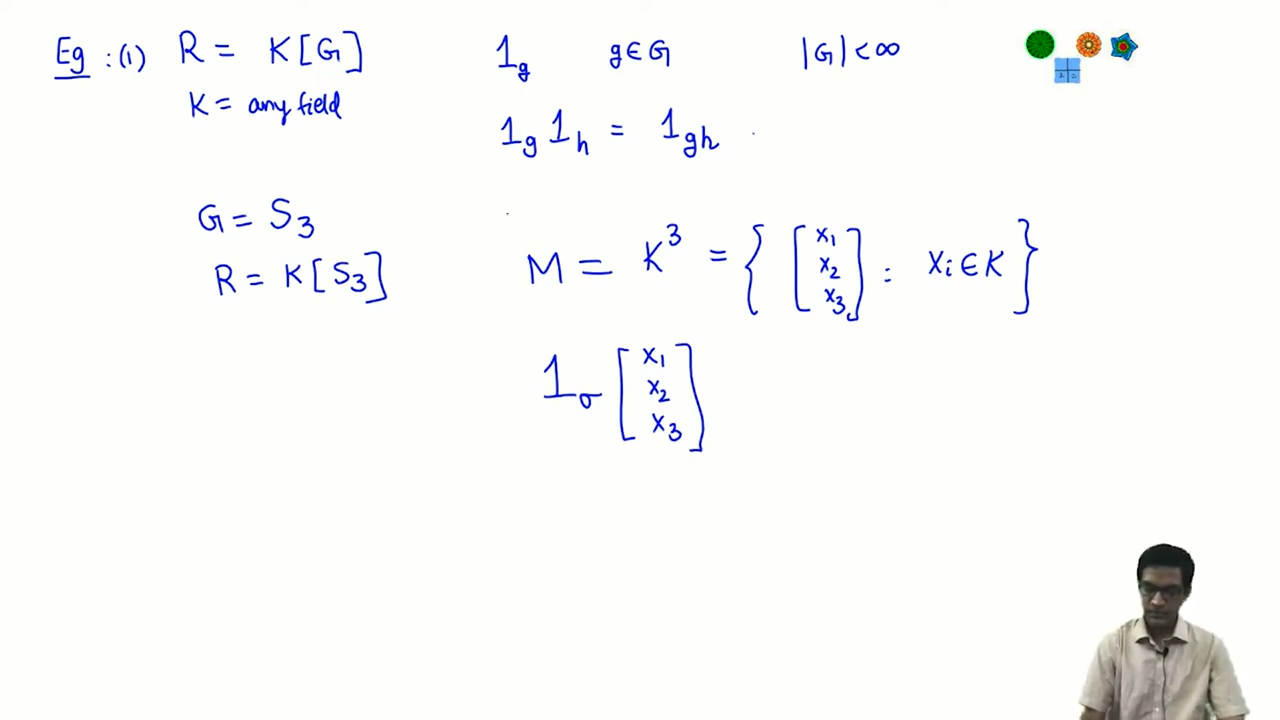 Eg : (1) R = K[G] 1_g g∈G |G| < ∞
K = any field
1_g 1_h = 1_gh
G = S_3
R = K[S_3]
M = K^3 = { [x_1 x_2 x_3] : x_i ∈ K }
1_σ [x_1 x_2 x_3]